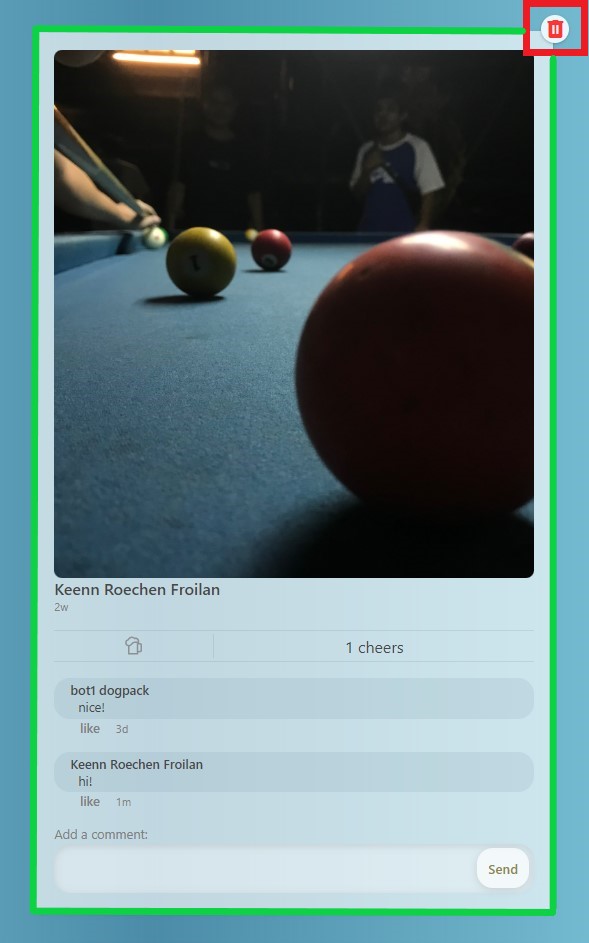 1
Keenn Roechen Froilan
2w
1 cheers
bot1 dogpack
nice!
like 3d
Keenn Roechen Froilan
hi!
like 1m
Add a comment:
Send